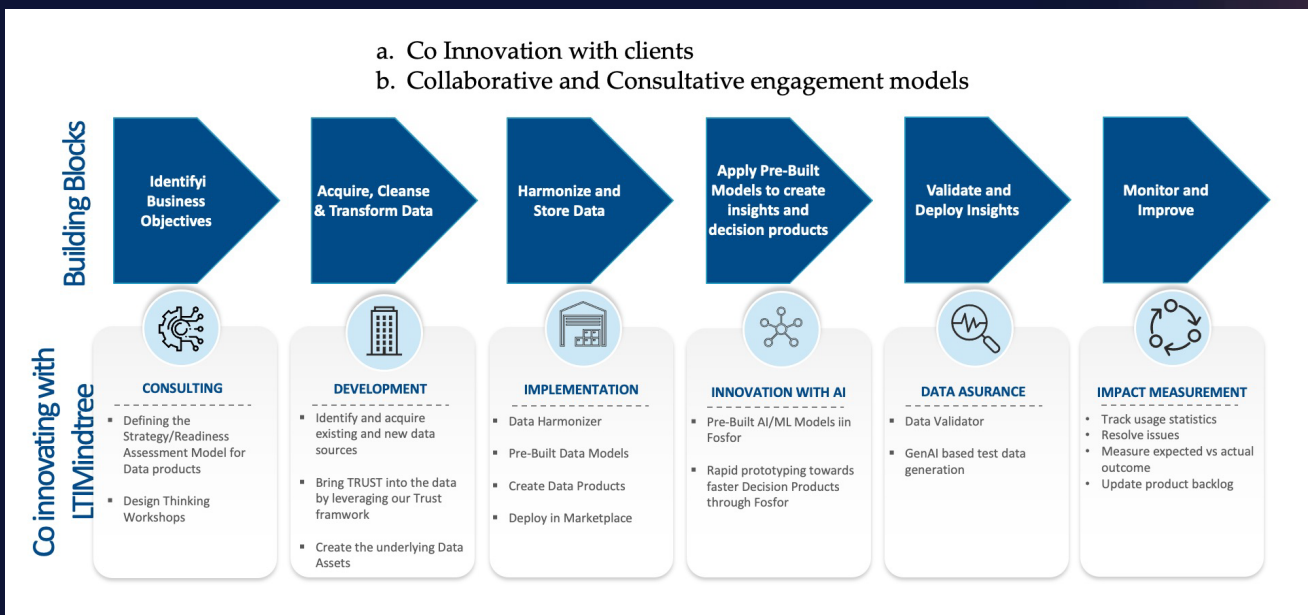 a. Co Innovation with clients
b. Collaborative and Consultative engagement models
Building Blocks
Identifyi
Business
Objectives
Acquire, Cleanse
& Transform Data
Harmonize and
Store Data
Apply Pre-Built
Models to create
insights and
decision products
Validate and
Deploy Insights
Monitor and
Improve
Co innovating with
LTIMindtree
CONSULTING
▪ Defining the
Strategy/Readiness
Assessment Model for
Data products
▪ Design Thinking
Workshops
DEVELOPMENT
▪ Identify and acquire
existing and new data
sources
▪ Bring TRUST into the data
by leveraging our Trust
framwork
▪ Create the underlying Data
Assets
IMPLEMENTATION
▪ Data Harmonizer
▪ Pre-Built Data Models
▪ Create Data Products
▪ Deploy in Marketplace
INNOVATION WITH AI
▪ Pre-Built AI/ML Models iin
Fosfor
▪ Rapid prototyping towards
faster Decision Products
through Fosfor
DATA ASURANCE
▪ Data Validator
▪ GenAI based test data
generation
IMPACT MEASUREMENT
• Track usage statistics
• Resolve issues
• Measure expected vs actual
outcome
• Update product backlog